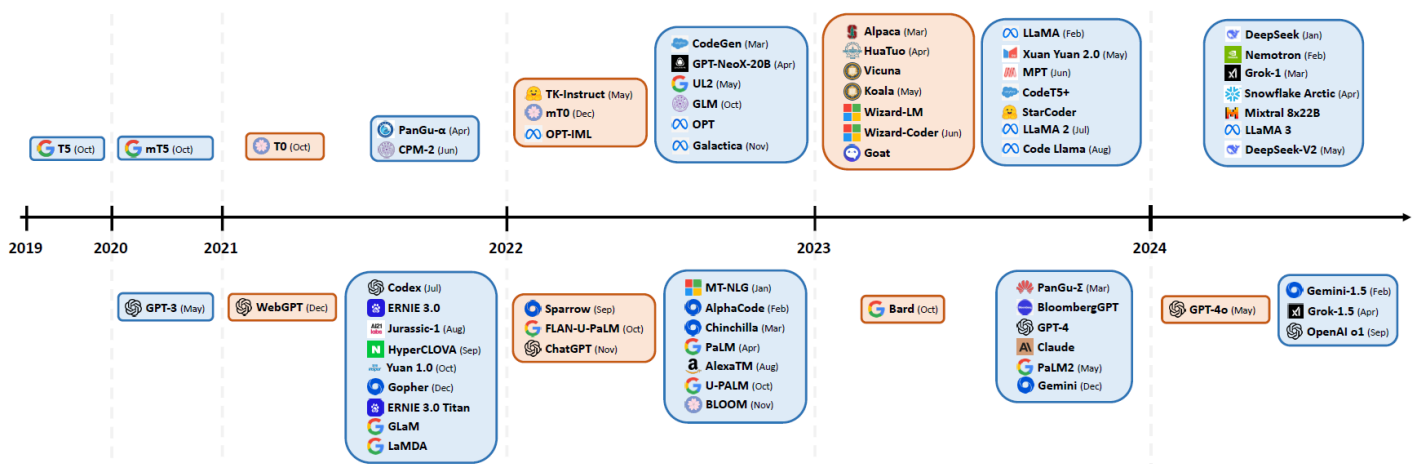 T5 (Oct)
mT5 (Oct)
T0 (Oct)
PanGu-α (Apr)
CPM-2 (Jun)
TK-Instruct (May)
mT0 (Dec)
OPT-IML
CodeGen (Mar)
GPT-NeoX-20B (Apr)
UL2 (May)
GLM (Oct)
OPT
Galactica (Nov)
Alpaca (Mar)
HuaTuo (Apr)
Vicuna
Koala (May)
Wizard-LM
Wizard-Coder (Jun)
Goat
LLaMA (Feb)
Xuan Yuan 2.0 (May)
MPT (Jun)
CodeT5+
StarCoder
LLaMA 2 (Jul)
Code Llama (Aug)
DeepSeek (Jan)
Nemotron (Feb)
Grok-1 (Mar)
Snowflake Arctic (Apr)
Mixtral 8x22B
LLaMA 3
DeepSeek-V2 (May)
2019 2020 2021 2022 2023 2024
GPT-3 (May)
WebGPT (Dec)
Codex (Jul)
ERNIE 3.0
AI21 labs
Jurassic-1 (Aug)
HyperCLOVA (Sep)
Yuan 1.0 (Oct)
Gopher (Dec)
ERNIE 3.0 Titan
GLaM
LaMDA
Sparrow (Sep)
FLAN-U-PaLM (Oct)
ChatGPT (Nov)
MT-NLG (Jan)
AlphaCode (Feb)
Chinchilla (Mar)
PaLM (Apr)
AlexaTM (Aug)
U-PALM (Oct)
BLOOM (Nov)
Bard (Oct)
PanGu-Σ (Mar)
BloombergGPT
GPT-4
Claude
PaLM2 (May)
Gemini (Dec)
GPT-4o (May)
Gemini-1.5 (Feb)
Grok-1.5 (Apr)
OpenAI o1 (Sep)